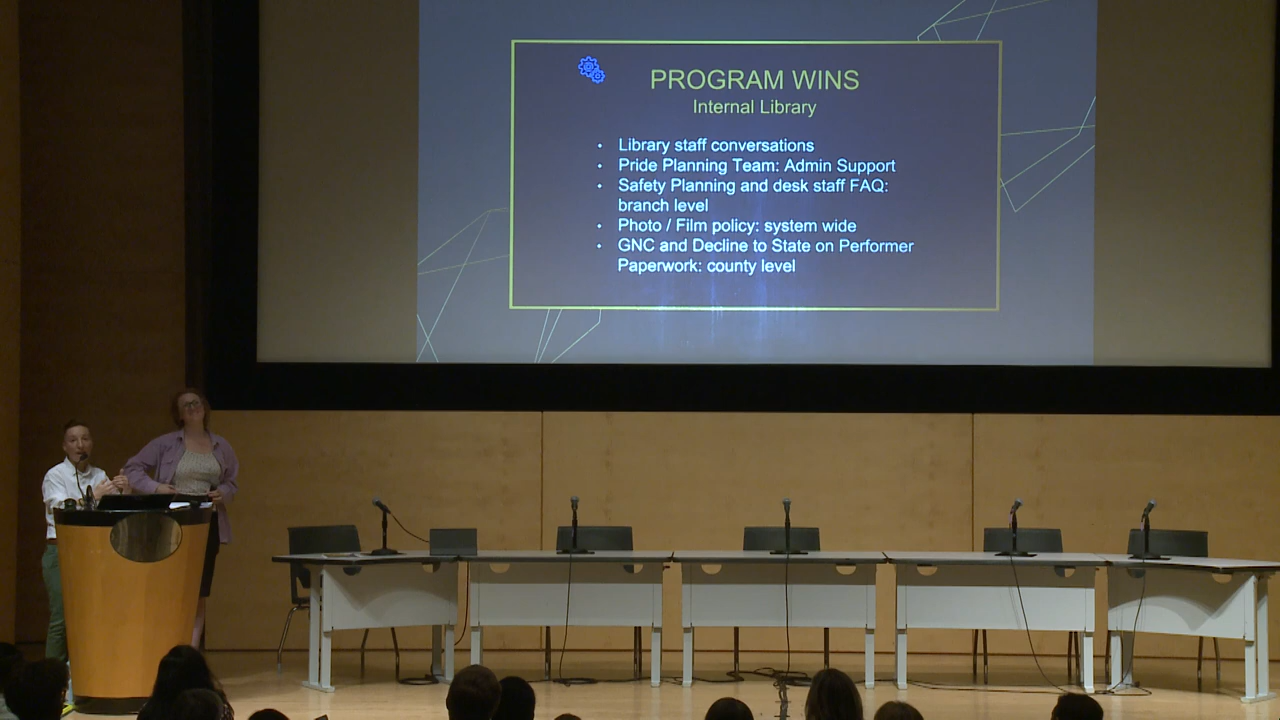 PROGRAM WINS
Internal Library
• Library staff conversations
• Pride Planning Team: Admin Support
• Safety Planning and desk staff FAQ:
branch level
• Photo / Film policy: system wide
• GNC and Decline to State on Performer
Paperwork: county level